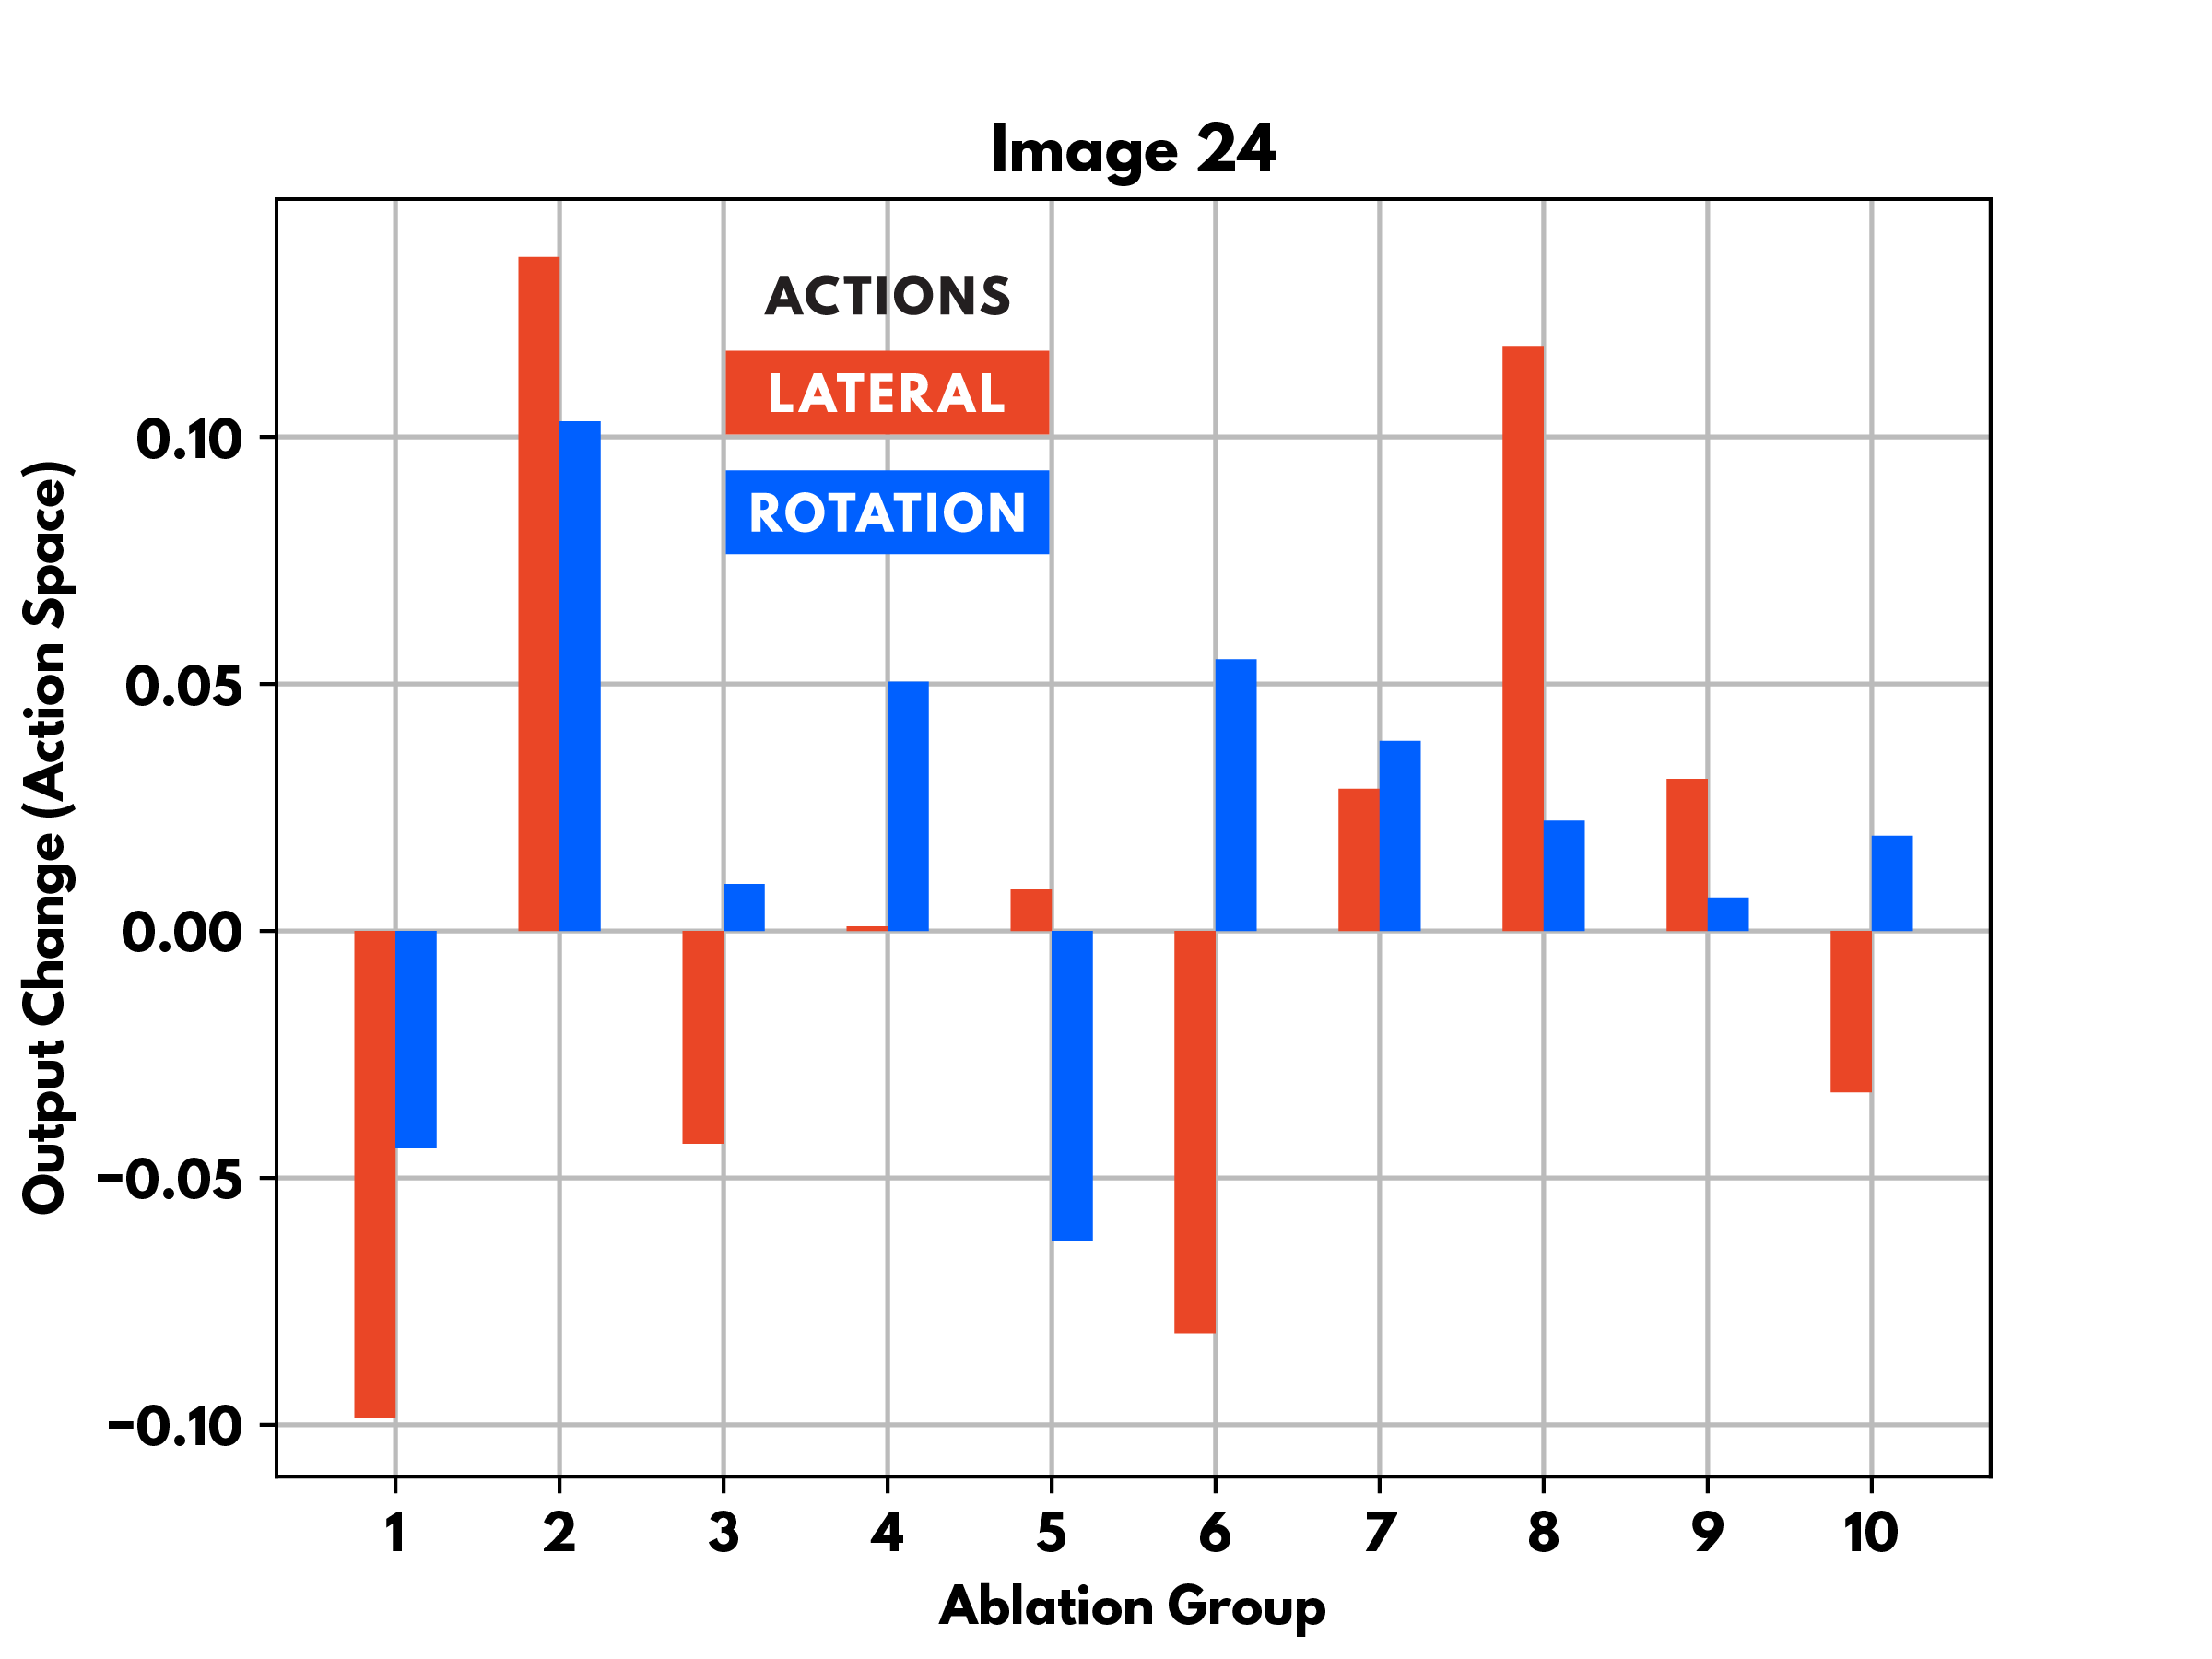 Image 24
ACTIONS
LATERAL
ROTATION
Output Change (Action Space)
0.10
0.05
0.00
−0.05
−0.10
1 2 3 4 5 6 7 8 9 10
Ablation Group